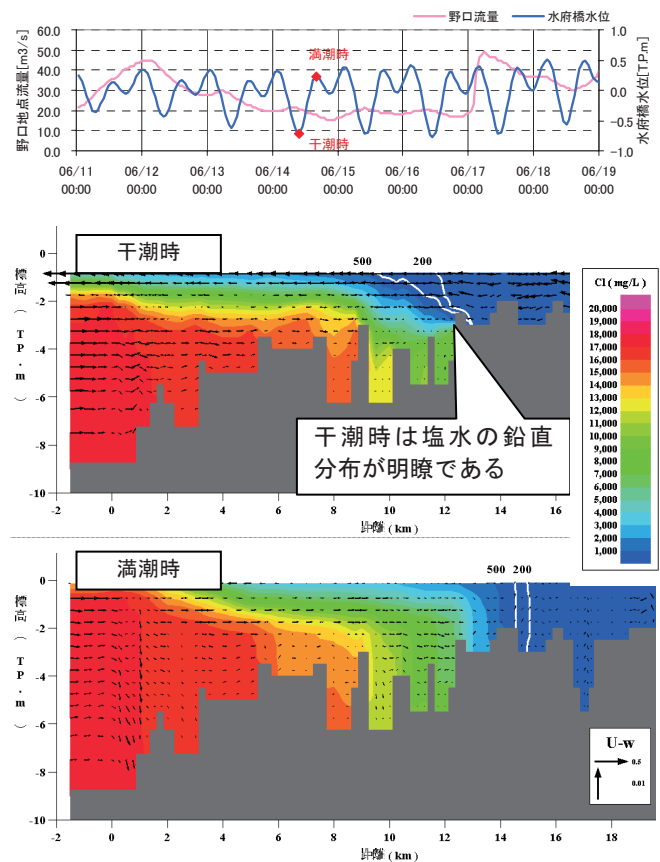 野口流量 水府橋水位
野口地点流量[m3/s]
60.0
50.0
40.0
30.0
20.0
10.0
0.0
満潮時
干潮時
1.0
0.5
0.0
−0.5
−1.0
水府橋水位[T.P.m]
06/11 06/12 06/13 06/14 06/15 06/16 06/17 06/18 06/19
00:00 00:00 00:00 00:00 00:00 00:00 00:00 00:00 00:00
干潮時
500 200
標高 ( TP・m )
0
-2
-4
-6
-8
-10
干潮時は塩水の鉛直
分布が明瞭である
-2 0 2 4 6 8 10 12 14 16
距離 (km)
Cl ( mg/L )
20,000
19,000
18,000
17,000
16,000
15,000
14,000
13,000
12,000
11,000
10,000
9,000
8,000
7,000
6,000
5,000
4,000
3,000
2,000
1,000
満潮時
500 200
標高 ( TP・m )
0
-2
-4
-6
-8
-10
U-w
0.5
0.01
-2 0 2 4 6 8 10 12 14 16 18
距離 (km)